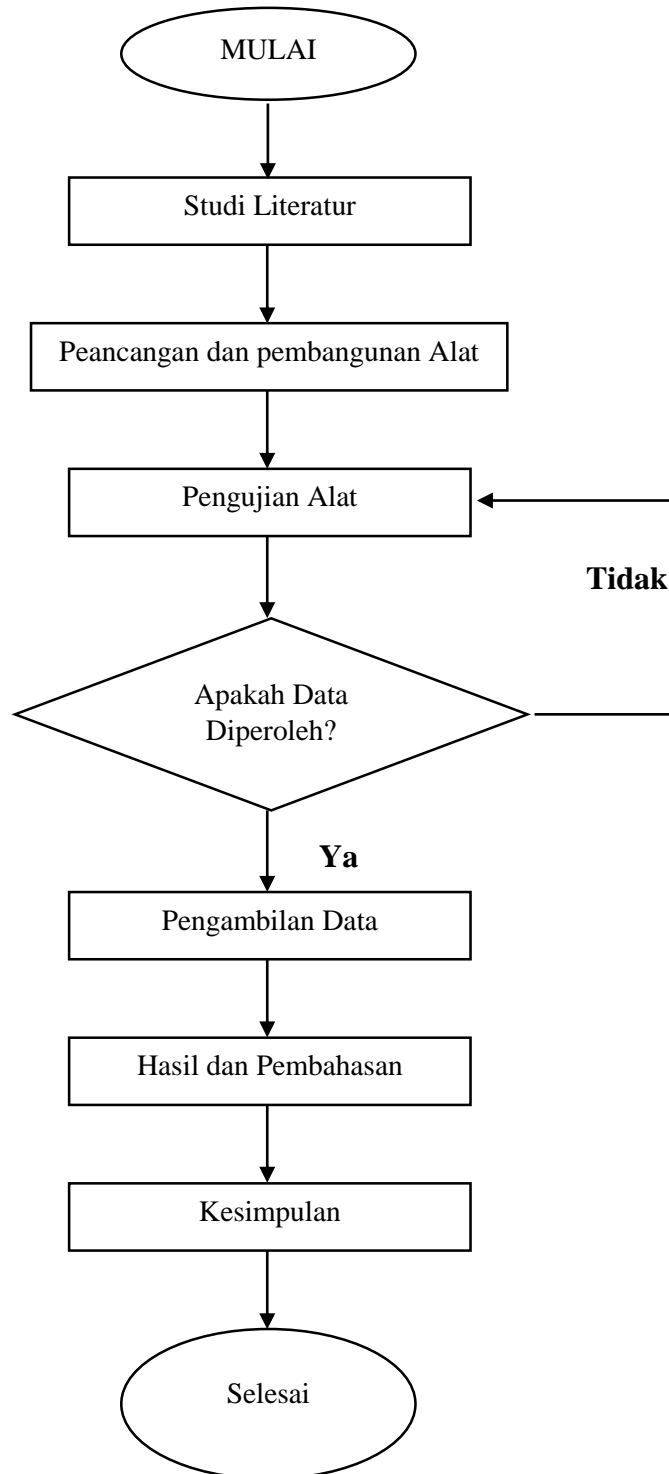 MULAI
Studi Literatur
Peancangan dan pembangunan Alat
Pengujian Alat
Tidak
Apakah Data
Diperoleh?
Ya
Pengambilan Data
Hasil dan Pembahasan
Kesimpulan
Selesai